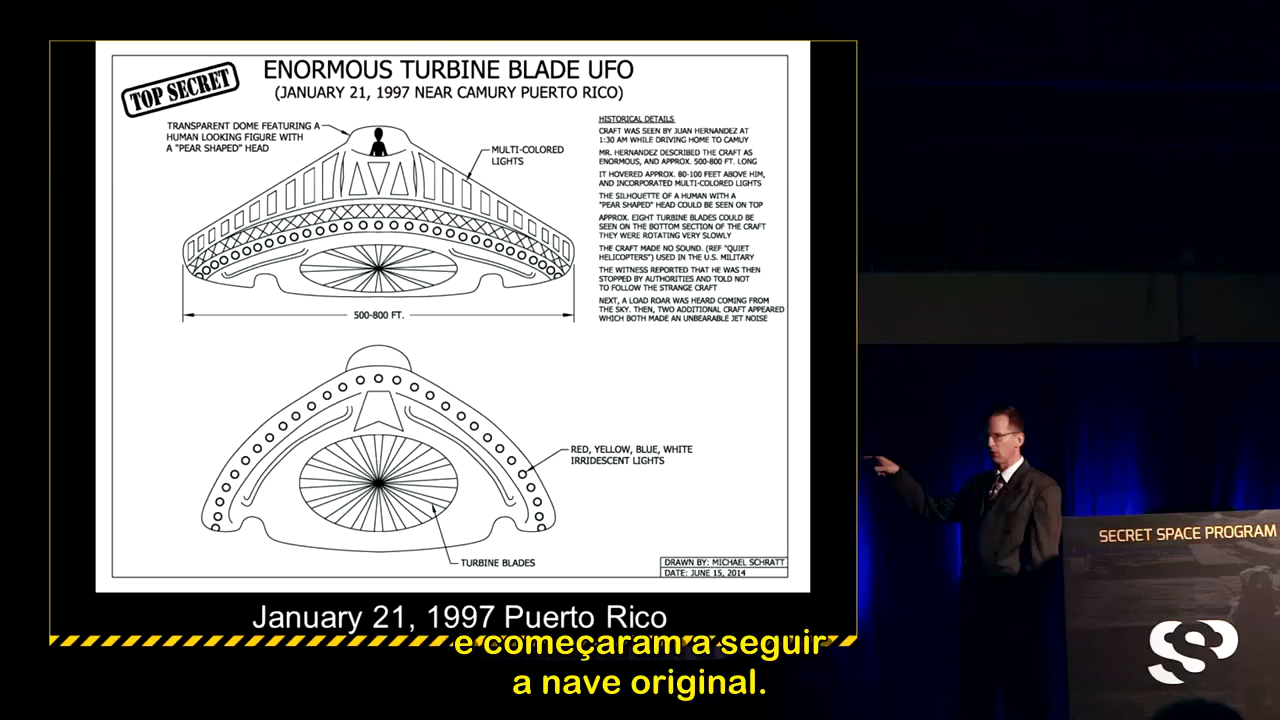 TOP SECRET
ENORMOUS TURBINE BLADE UFO
(JANUARY 21, 1997 NEAR CAMURY PUERTO RICO)
TRANSPARENT DOME FEATURING A
HUMAN LOOKING FIGURE WITH
A "PEAR SHAPED" HEAD
MULTI-COLORED
LIGHTS
HISTORICAL DETAILS
CRAFT WAS SEEN BY JUAN HERNANDEZ AT
1:30 AM WHILE DRIVING HOME TO CAMUY
MR. HERNANDEZ DESCRIBED THE CRAFT AS
ENORMOUS, AND APPROX. 500-800 FT. LONG
IT HOVERED APPROX. 80-100 FEET ABOVE HIM,
AND INCORPORATED MULTI-COLORED LIGHTS
THE SILHOUETTE OF A HUMAN WITH A
"PEAR SHAPED" HEAD COULD BE SEEN ON TOP
APPROX. EIGHT TURBINE BLADES COULD BE
SEEN ON THE BOTTOM SECTION OF THE CRAFT
THEY WERE ROTATING VERY SLOWLY
THE CRAFT MADE NO SOUND. (REF "QUIET
HELICOPTERS") USED IN THE U.S. MILITARY
THE WITNESS REPORTED THAT HE WAS THEN
STOPPED BY AUTHORITIES AND TOLD NOT
TO FOLLOW THE STRANGE CRAFT
NEXT, A LOAD ROAR WAS HEARD COMING FROM
THE SKY. THEN, TWO ADDITIONAL CRAFT APPEARED
WHICH BOTH MADE AN UNBEARABLE JET NOISE
500-800 FT.
RED, YELLOW, BLUE, WHITE
IRRIDESCENT LIGHTS
TURBINE BLADES
DRAWN BY: MICHAEL SCHRATT
DATE: JUNE 15, 2014
January 21, 1997 Puerto Rico
SECRET SPACE PROGRAM
SSP
e começaram a seguir
a nave original.